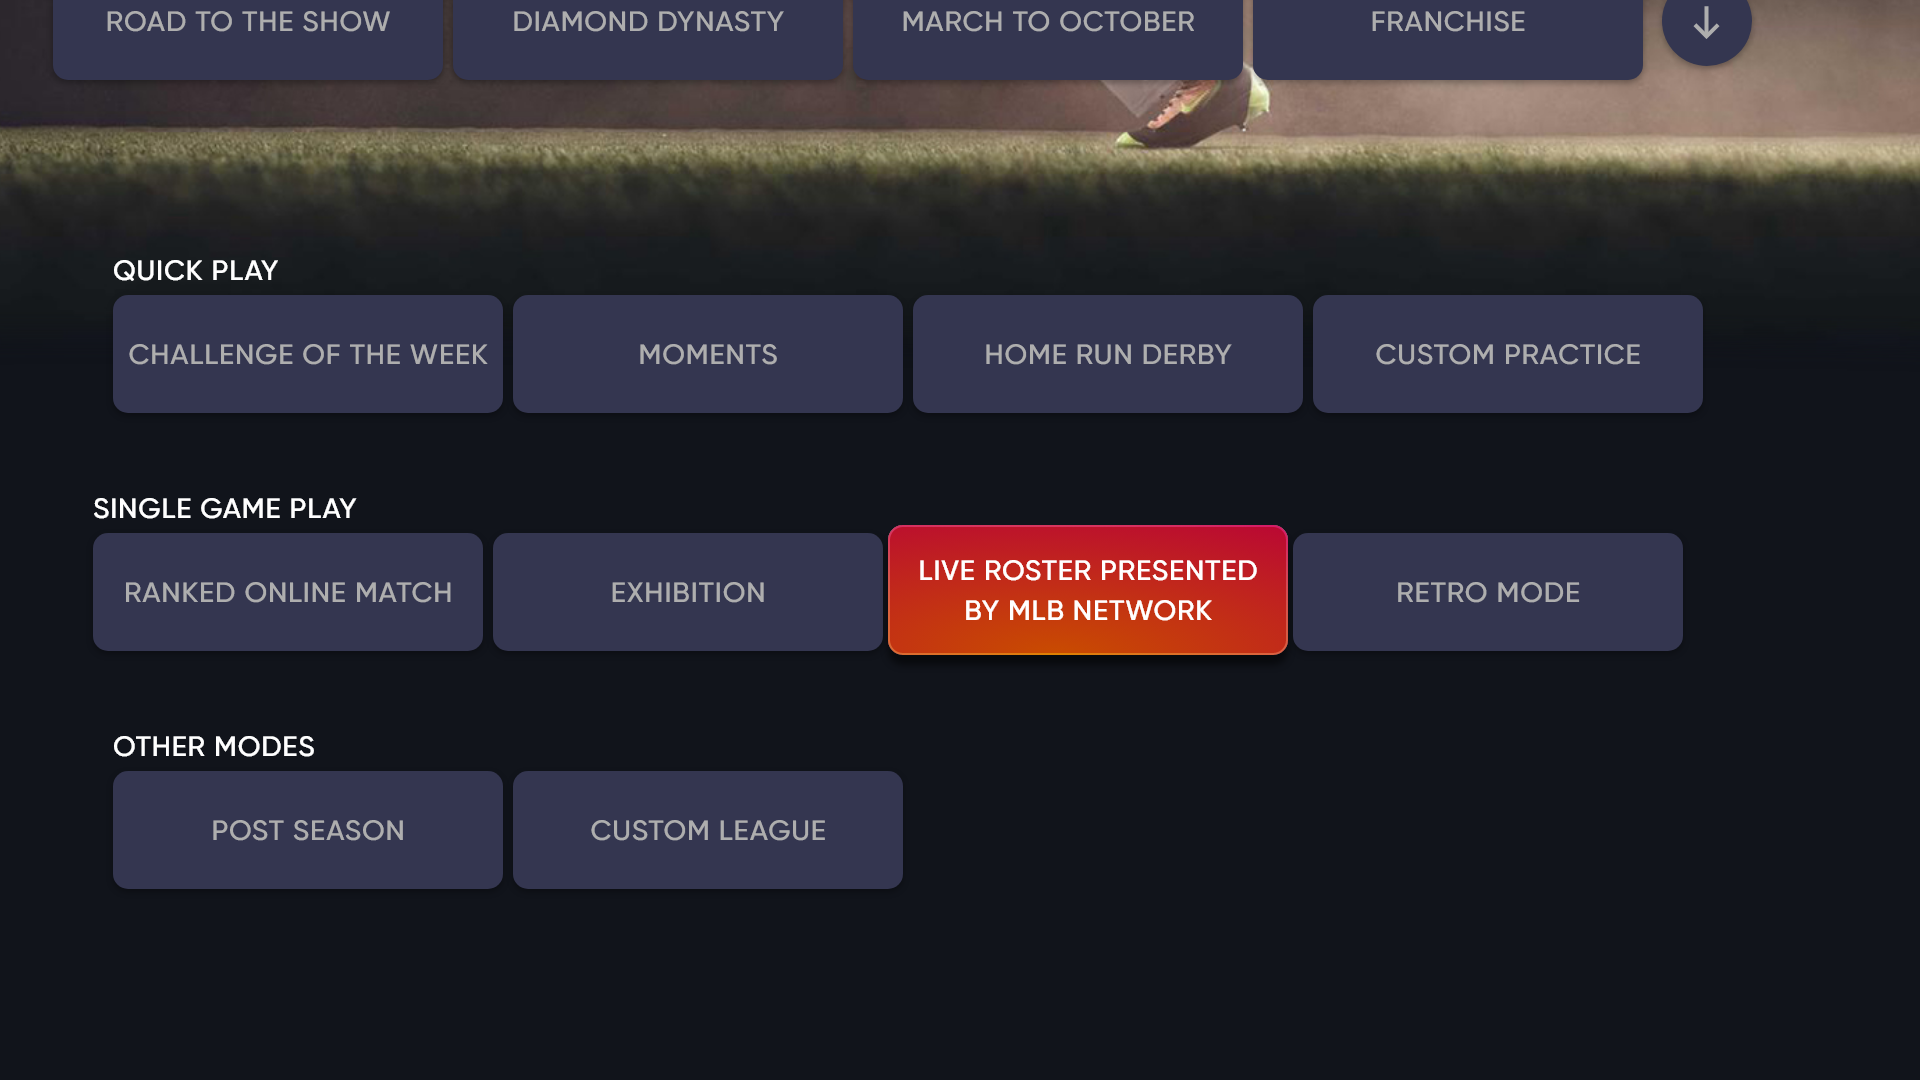 ROAD TO THE SHOW
DIAMOND DYNASTY
MARCH TO OCTOBER
FRANCHISE
QUICK PLAY
CHALLENGE OF THE WEEK
MOMENTS
HOME RUN DERBY
CUSTOM PRACTICE
SINGLE GAME PLAY
RANKED ONLINE MATCH
EXHIBITION
LIVE ROSTER PRESENTED
BY MLB NETWORK
RETRO MODE
OTHER MODES
POST SEASON
CUSTOM LEAGUE